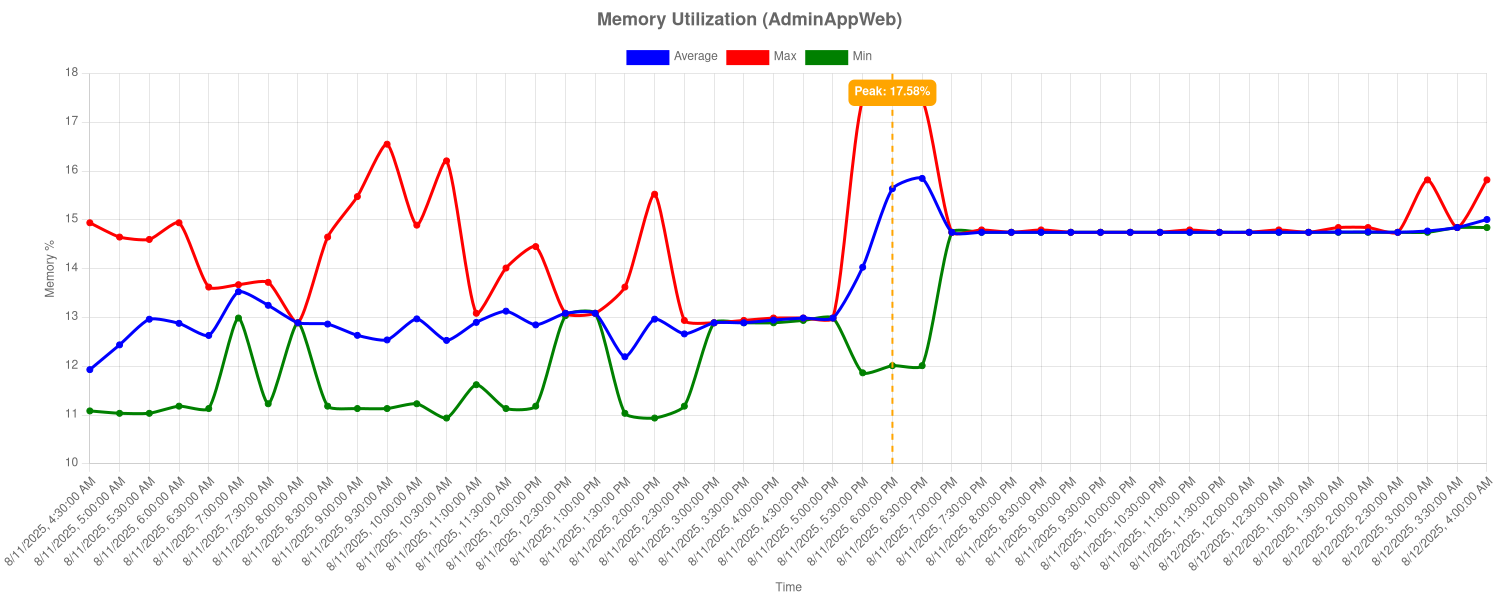 Memory Utilization (AdminAppWeb)
Average Max Min
Peak: 17.58%
18
17
16
15
14
13
12
11
10
Memory %
8/11/2025, 4:30:00 AM
8/11/2025, 5:00:00 AM
8/11/2025, 5:30:00 AM
8/11/2025, 6:00:00 AM
8/11/2025, 6:30:00 AM
8/11/2025, 7:00:00 AM
8/11/2025, 7:30:00 AM
8/11/2025, 8:00:00 AM
8/11/2025, 8:30:00 AM
8/11/2025, 9:00:00 AM
8/11/2025, 9:30:00 AM
8/11/2025, 10:00:00 AM
8/11/2025, 10:30:00 AM
8/11/2025, 11:00:00 AM
8/11/2025, 11:30:00 AM
8/11/2025, 12:00:00 PM
8/11/2025, 12:30:00 PM
8/11/2025, 1:00:00 PM
8/11/2025, 1:30:00 PM
8/11/2025, 2:00:00 PM
8/11/2025, 2:30:00 PM
8/11/2025, 3:00:00 PM
8/11/2025, 3:30:00 PM
8/11/2025, 4:00:00 PM
8/11/2025, 4:30:00 PM
8/11/2025, 5:00:00 PM
8/11/2025, 5:30:00 PM
8/11/2025, 6:00:00 PM
8/11/2025, 6:30:00 PM
8/11/2025, 7:00:00 PM
8/11/2025, 7:30:00 PM
8/11/2025, 8:00:00 PM
8/11/2025, 8:30:00 PM
8/11/2025, 9:00:00 PM
8/11/2025, 9:30:00 PM
8/11/2025, 10:00:00 PM
8/11/2025, 10:30:00 PM
8/11/2025, 11:00:00 PM
8/11/2025, 11:30:00 PM
8/12/2025, 12:00:00 AM
8/12/2025, 12:30:00 AM
8/12/2025, 1:00:00 AM
8/12/2025, 1:30:00 AM
8/12/2025, 2:00:00 AM
8/12/2025, 2:30:00 AM
8/12/2025, 3:00:00 AM
8/12/2025, 3:30:00 AM
8/12/2025, 4:00:00 AM
Time